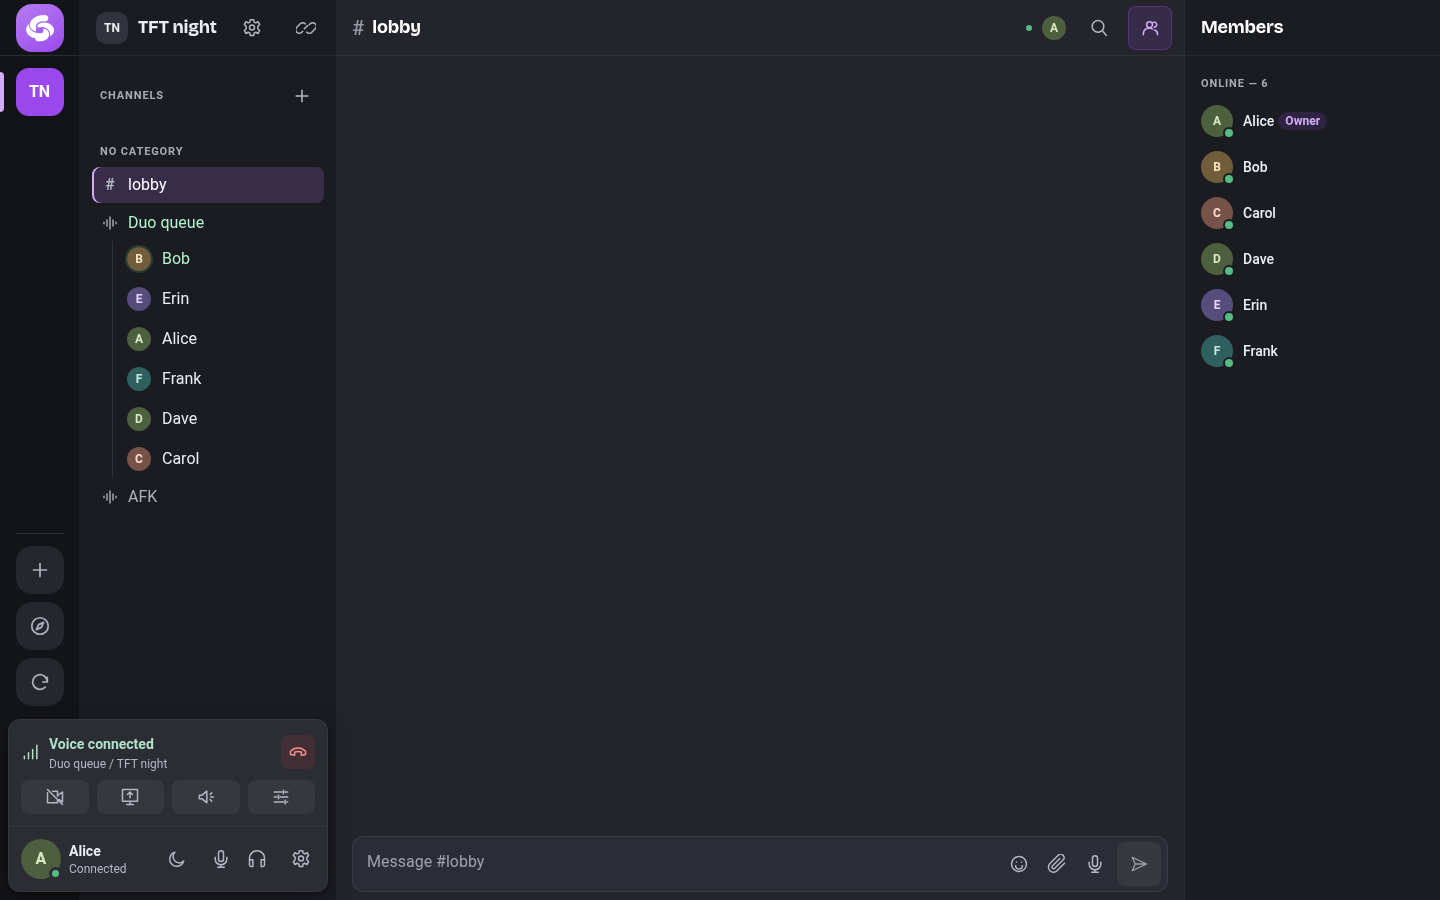 TN
TFT night
# lobby
A
Members
TN
CHANNELS
NO CATEGORY
# lobby
Duo queue
B Bob
E Erin
A Alice
F Frank
D Dave
C Carol
AFK
ONLINE — 6
A Alice Owner
B Bob
C Carol
D Dave
E Erin
F Frank
Voice connected
Duo queue / TFT night
A Alice
Connected
Message #lobby